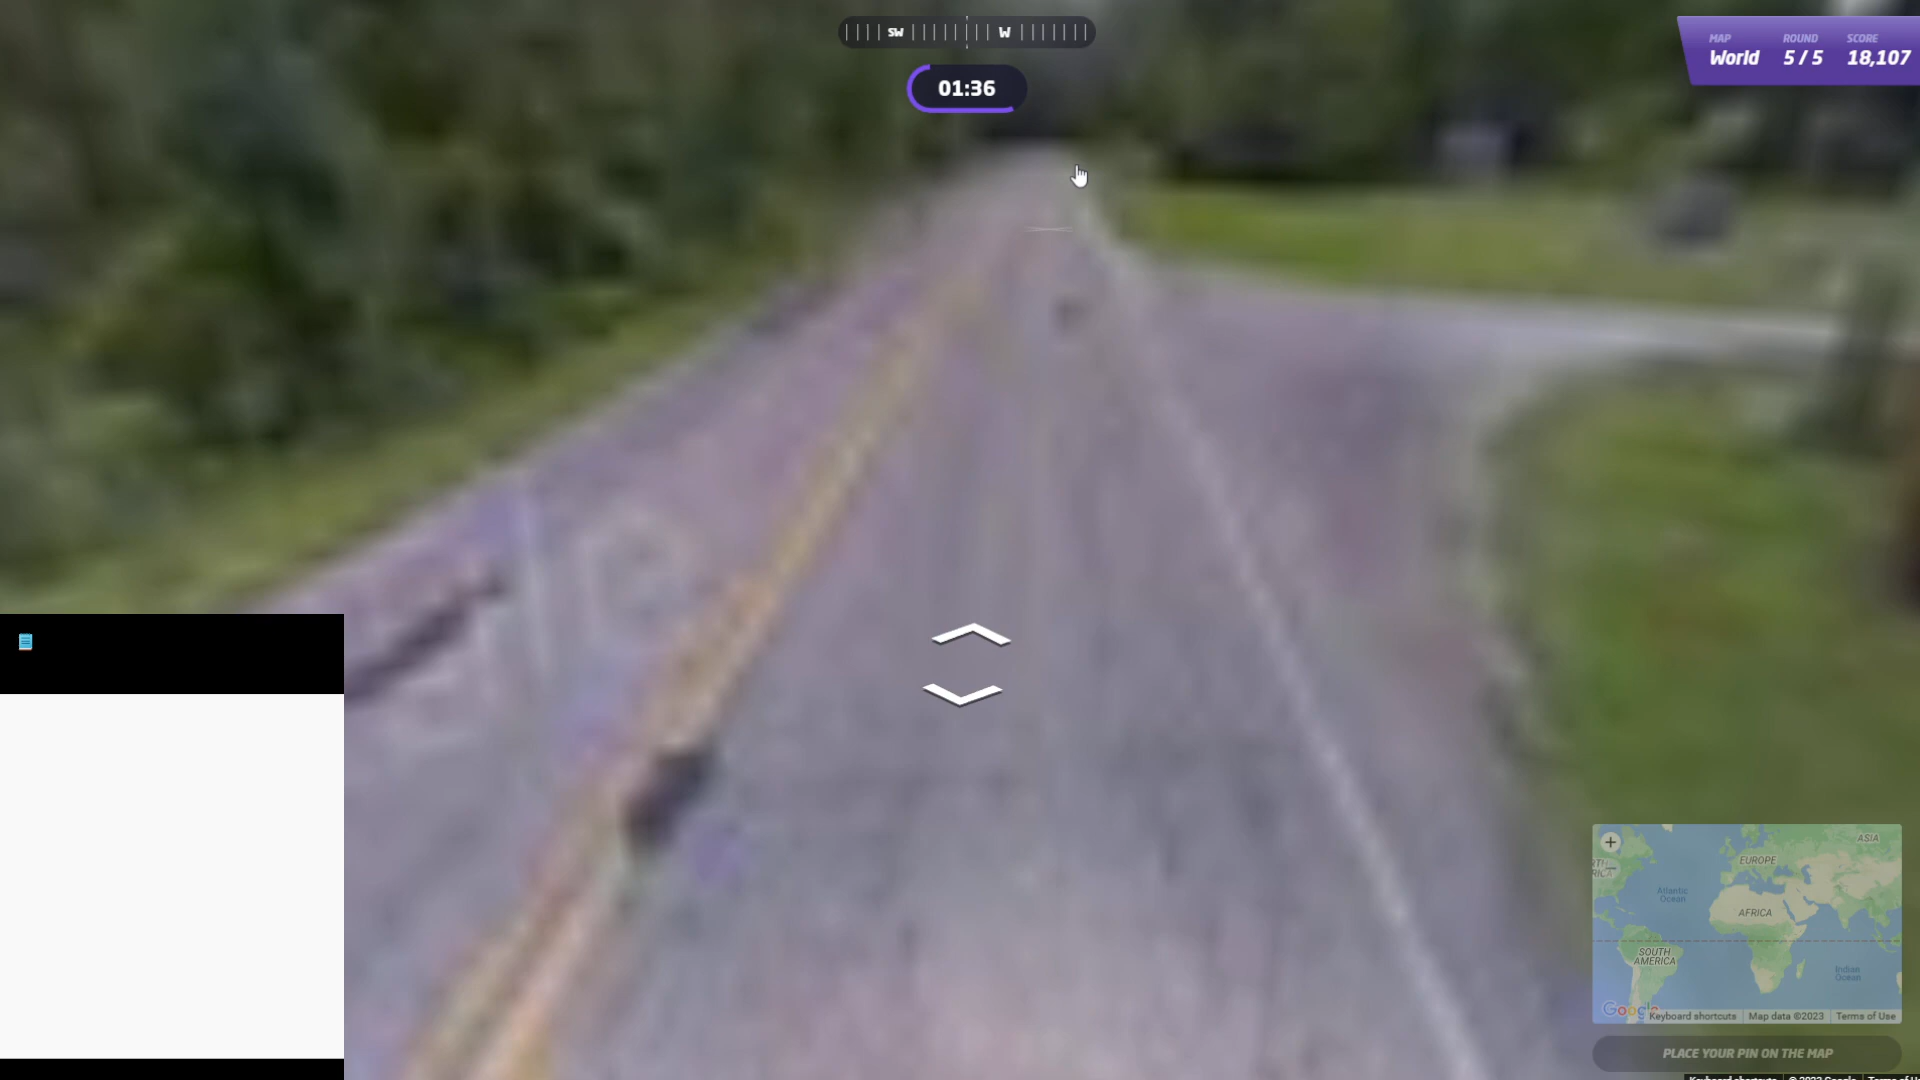 SW W
01:36
MAP ROUND SCORE
World 5 / 5 18,107
ASIA
EUROPE
Atlantic
Ocean
AFRICA
SOUTH
AMERICA
Indian
Ocean
Google
Keyboard shortcuts Map data ©2023 Terms of Use
PLACE YOUR PIN ON THE MAP